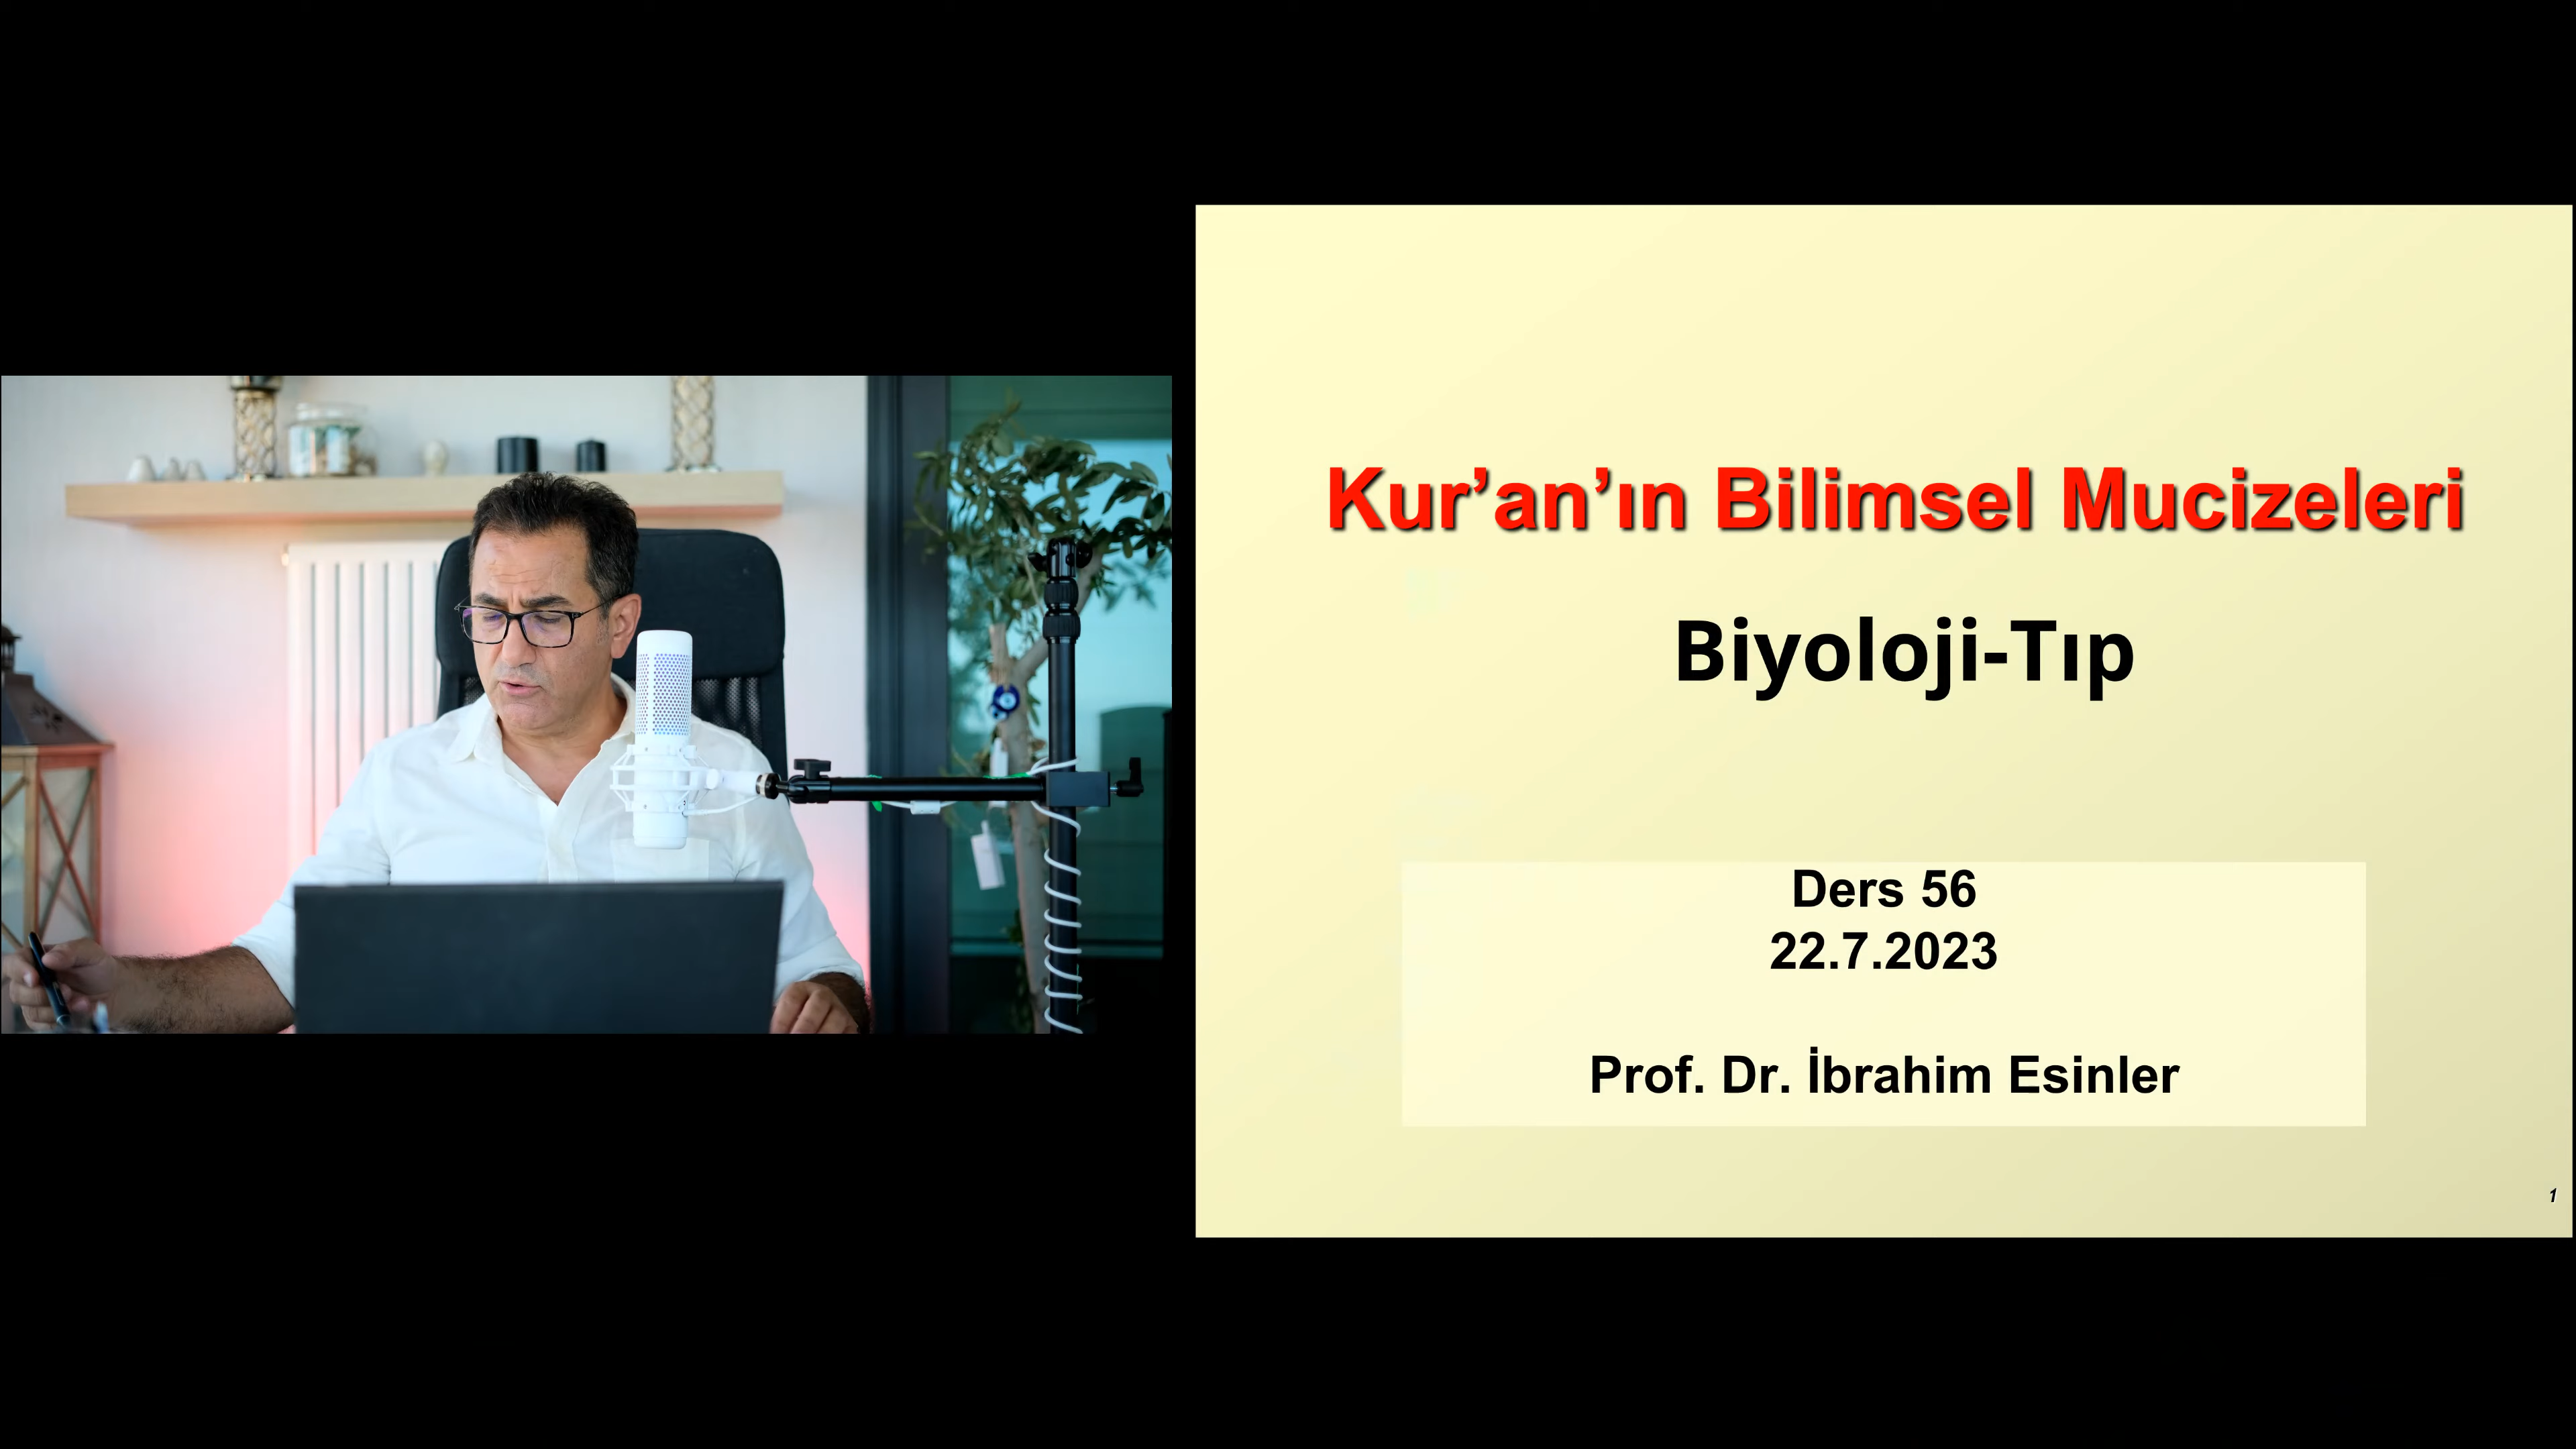 Kur’an’ın Bilimsel Mucizeleri
Biyoloji-Tıp
Ders 56
22.7.2023
Prof. Dr. İbrahim Esinler
1